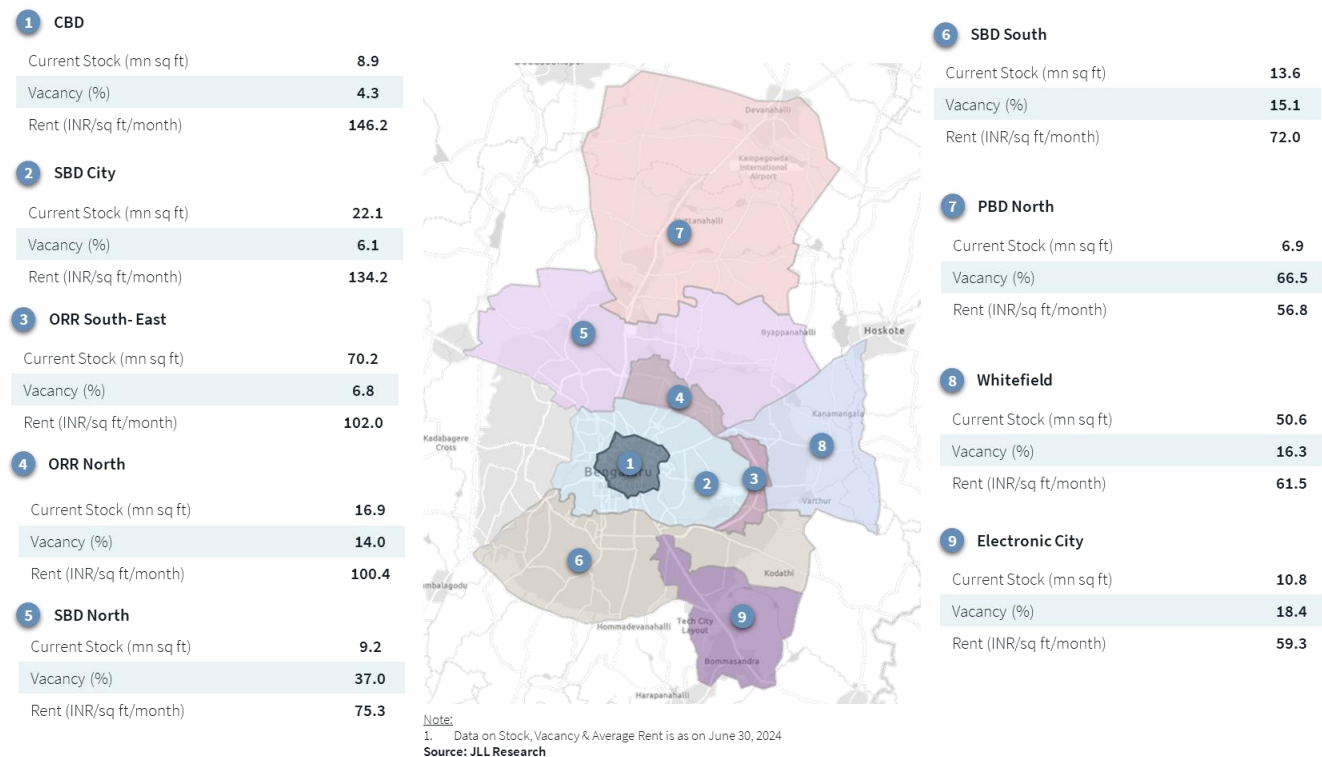 1 CBD
Current Stock (mn sq ft) 8.9
Vacancy (%) 4.3
Rent (INR/sq ft/month) 146.2
2 SBD City
Current Stock (mn sq ft) 22.1
Vacancy (%) 6.1
Rent (INR/sq ft/month) 134.2
3 ORR South- East
Current Stock (mn sq ft) 70.2
Vacancy (%) 6.8
Rent (INR/sq ft/month) 102.0
4 ORR North
Current Stock (mn sq ft) 16.9
Vacancy (%) 14.0
Rent (INR/sq ft/month) 100.4
5 SBD North
Current Stock (mn sq ft) 9.2
Vacancy (%) 37.0
Rent (INR/sq ft/month) 75.3
Devanahalli
Kempegowda
International
Airport
7
5
Byappanahalli
Hoskote
4
Kanamangala
Kadabagere
Cross
8
1
2
3
Varthur
6
Kodathi
9
Hommadevanahalli
Tech City
Layout
Bommasandra
Harapanahalli
Note:
1. Data on Stock, Vacancy & Average Rent is as on June 30, 2024
Source: JLL Research
6 SBD South
Current Stock (mn sq ft) 13.6
Vacancy (%) 15.1
Rent (INR/sq ft/month) 72.0
7 PBD North
Current Stock (mn sq ft) 6.9
Vacancy (%) 66.5
Rent (INR/sq ft/month) 56.8
8 Whitefield
Current Stock (mn sq ft) 50.6
Vacancy (%) 16.3
Rent (INR/sq ft/month) 61.5
9 Electronic City
Current Stock (mn sq ft) 10.8
Vacancy (%) 18.4
Rent (INR/sq ft/month) 59.3